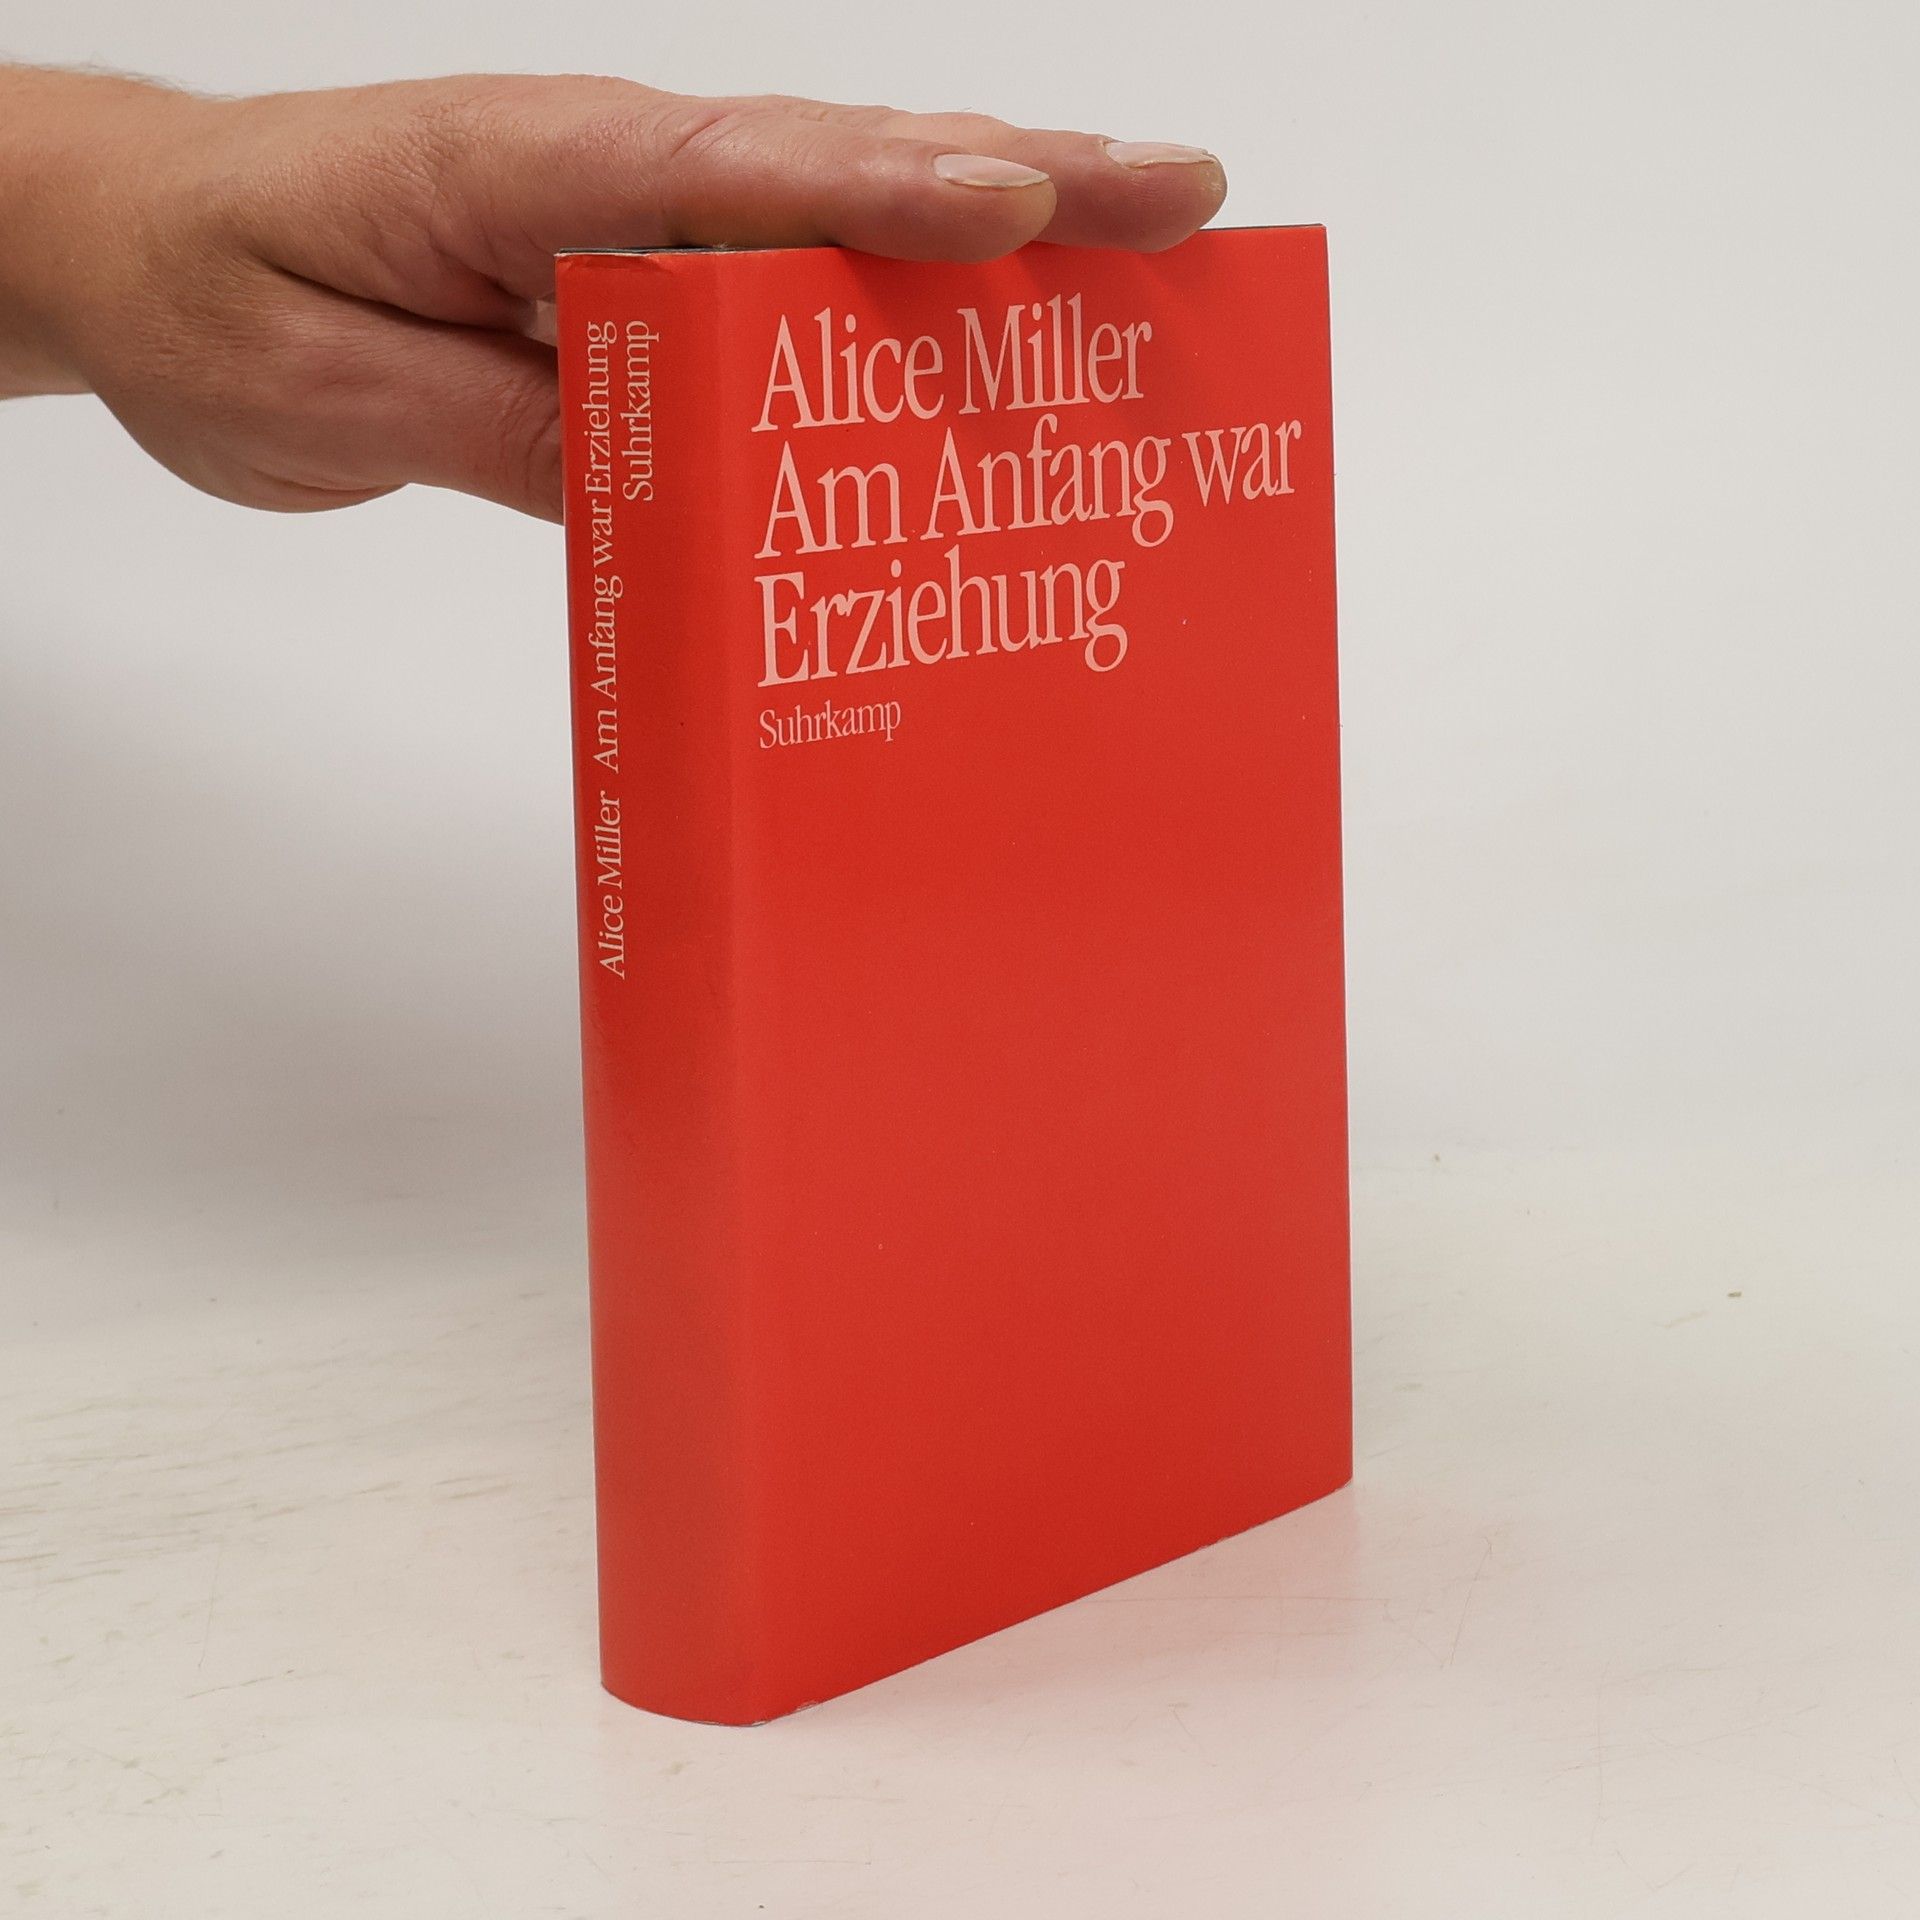 Alice Miller
Am Anfang war
Erziehung
Suhrkamp
Alice Miller Am Anfang war Erziehung
Suhrkamp